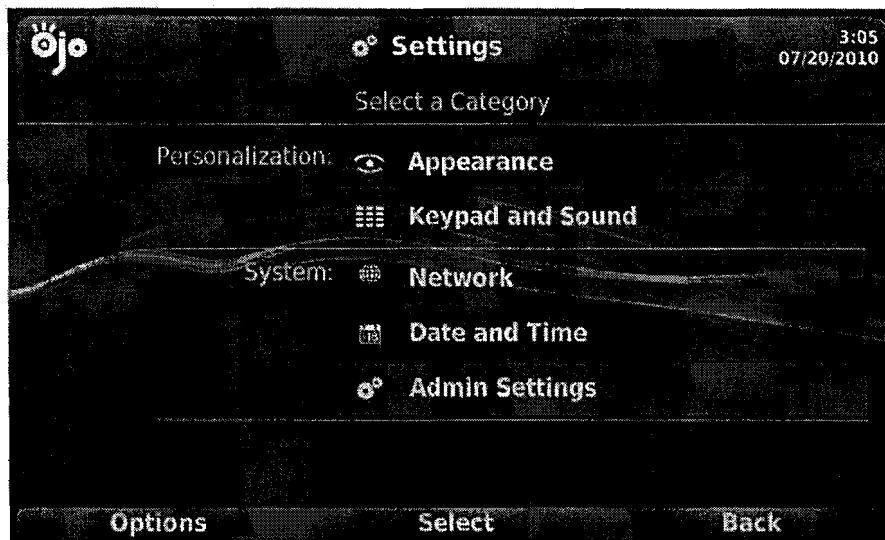 ojo
Settings
3:05
07/20/2010
Select a Category
Personalization:
Appearance
Keypad and Sound
System:
Network
Date and Time
Admin Settings
Options
Select
Back